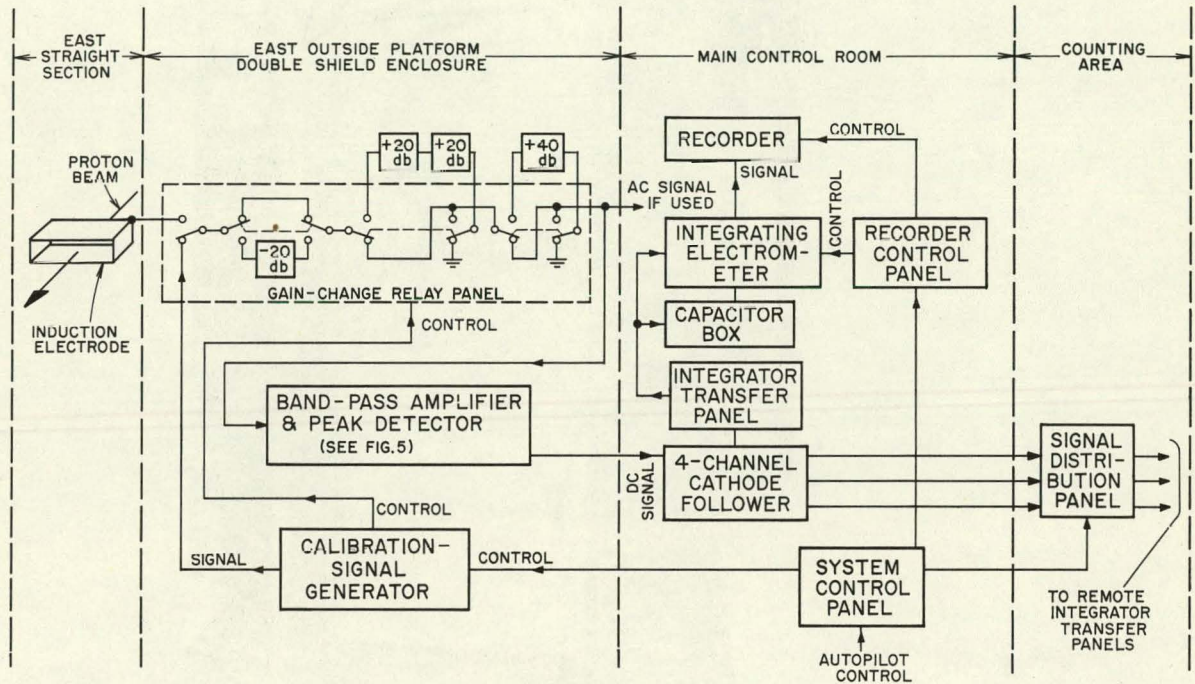 EAST
STRAIGHT
SECTION
EAST OUTSIDE PLATFORM
DOUBLE SHIELD ENCLOSURE
MAIN CONTROL ROOM
COUNTING
AREA
PROTON
BEAM
+20
db
+20
db
+40
db
-20
db
GAIN-CHANGE RELAY PANEL
INDUCTION
ELECTRODE
AC SIGNAL
IF USED
RECORDER
CONTROL
SIGNAL
CONTROL
INTEGRATING
ELECTROM-
ETER
RECORDER
CONTROL
PANEL
CAPACITOR
BOX
CONTROL
INTEGRATOR
TRANSFER
PANEL
BAND-PASS AMPLIFIER
& PEAK DETECTOR
(SEE FIG.5)
DC
SIGNAL
4-CHANNEL
CATHODE
FOLLOWER
SIGNAL
DISTRI-
BUTION
PANEL
CONTROL
SIGNAL
CALIBRATION-
SIGNAL
GENERATOR
CONTROL
SYSTEM
CONTROL
PANEL
TO REMOTE
INTEGRATOR
TRANSFER
PANELS
AUTOPILOT
CONTROL